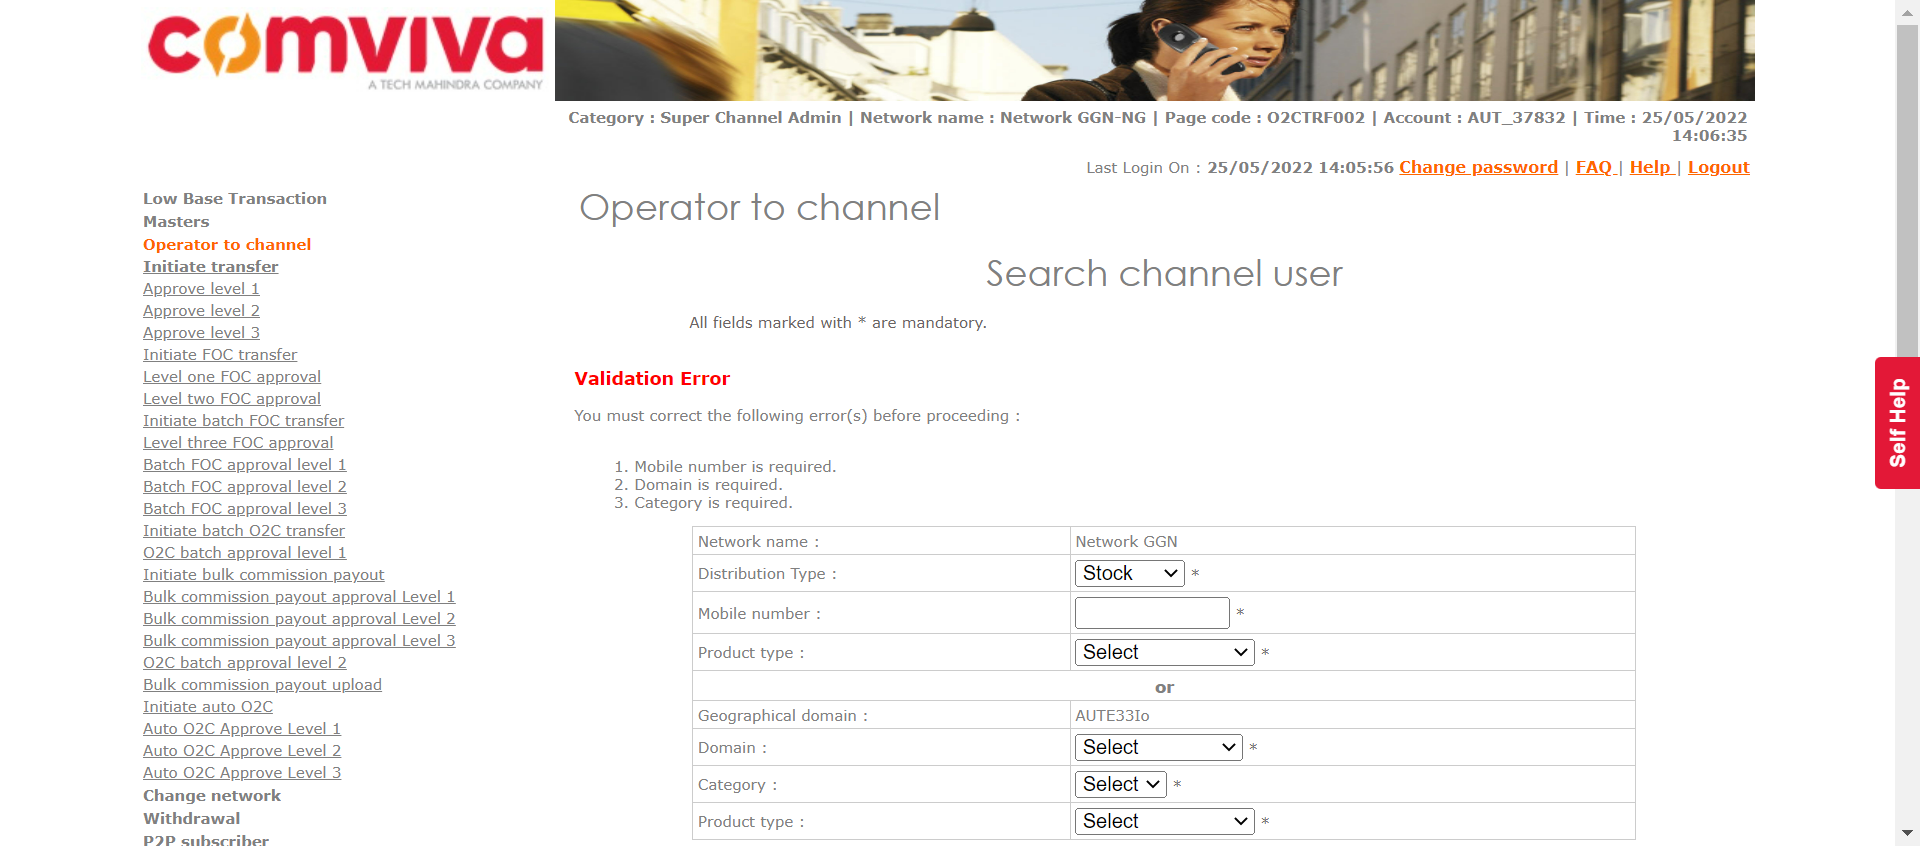 comviva
A TECH MAHINDRA COMPANY
Category : Super Channel Admin | Network name : Network GGN-NG | Page code : O2CTRF002 | Account : AUT_37832 | Time : 25/05/2022
14:06:35
Last Login On : 25/05/2022 14:05:56 Change password | FAQ | Help | Logout
Low Base Transaction
Masters
Operator to channel
Initiate transfer
Approve level 1
Approve level 2
Approve level 3
Initiate FOC transfer
Level one FOC approval
Level two FOC approval
Initiate batch FOC transfer
Level three FOC approval
Batch FOC approval level 1
Batch FOC approval level 2
Batch FOC approval level 3
Initiate batch O2C transfer
O2C batch approval level 1
Initiate bulk commission payout
Bulk commission payout approval Level 1
Bulk commission payout approval Level 2
Bulk commission payout approval Level 3
O2C batch approval level 2
Bulk commission payout upload
Initiate auto O2C
Auto O2C Approve Level 1
Auto O2C Approve Level 2
Auto O2C Approve Level 3
Change network
Withdrawal
P2P subscriber
Operator to channel
Search channel user
All fields marked with * are mandatory.
Validation Error
You must correct the following error(s) before proceeding :
1. Mobile number is required.
2. Domain is required.
3. Category is required.
Network name : Network GGN
Distribution Type : Stock *
Mobile number : *
Product type : Select *
or
Geographical domain : AUTE33Io
Domain : Select *
Category : Select *
Product type : Select *
Self Help